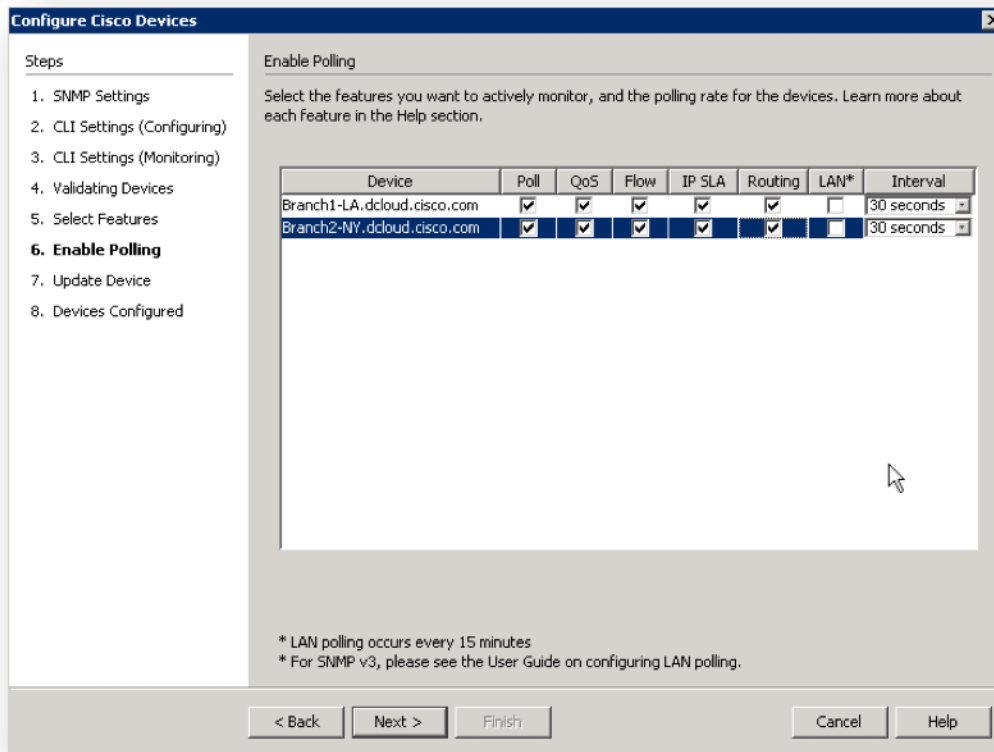 Configure Cisco Devices
Steps
1. SNMP Settings
2. CLI Settings (Configuring)
3. CLI Settings (Monitoring)
4. Validating Devices
5. Select Features
6. Enable Polling
7. Update Device
8. Devices Configured
Enable Polling
Select the features you want to actively monitor, and the polling rate for the devices. Learn more about
each feature in the Help section.
Device Poll QoS Flow IP SLA Routing LAN* Interval
Branch1-LA.dcloud.cisco.com 30 seconds
Branch2-NY.dcloud.cisco.com 30 seconds
* LAN polling occurs every 15 minutes
* For SNMP v3, please see the User Guide on configuring LAN polling.
< Back Next > Finish Cancel Help